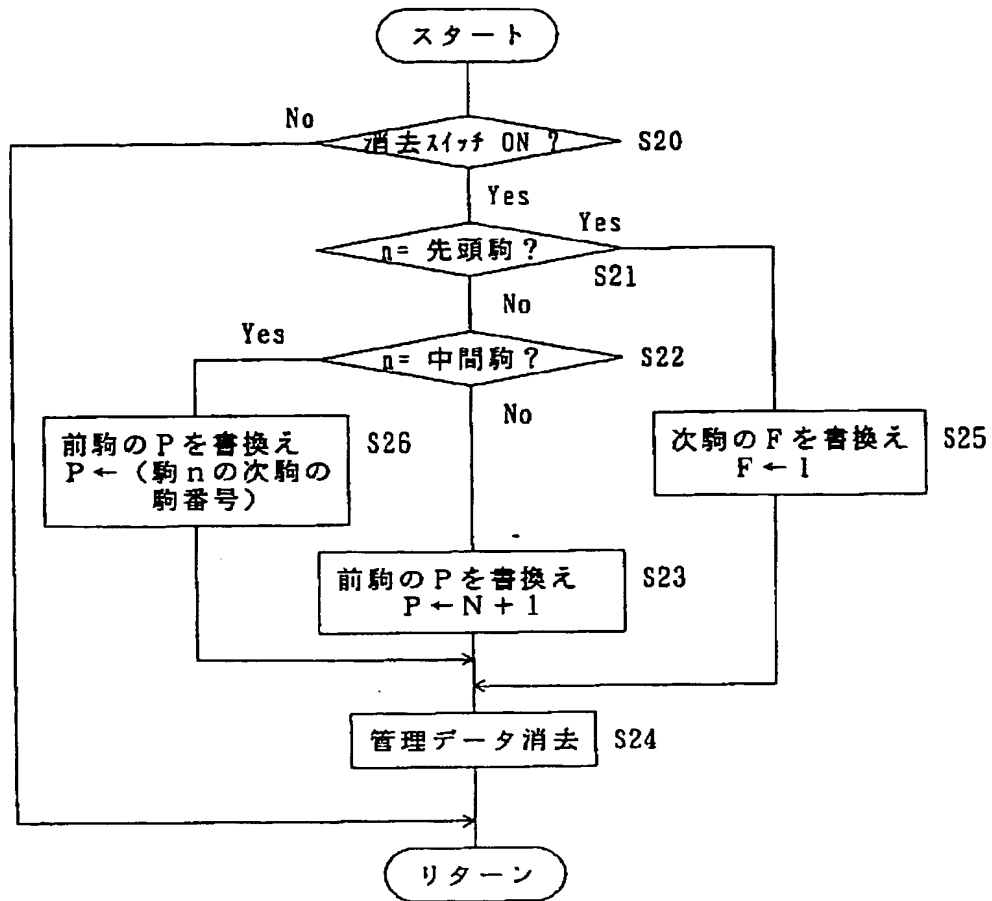 スタート
No
消去スイッチ ON ?
S20
Yes
Yes
n= 先頭駒?
S21
No
Yes
n= 中間駒?
S22
No
前駒のPを書換え
P←(駒nの次駒の
駒番号)
S26
次駒のFを書換え
F←1
S25
前駒のPを書換え
P←N+1
S23
管理データ消去
S24
リターン